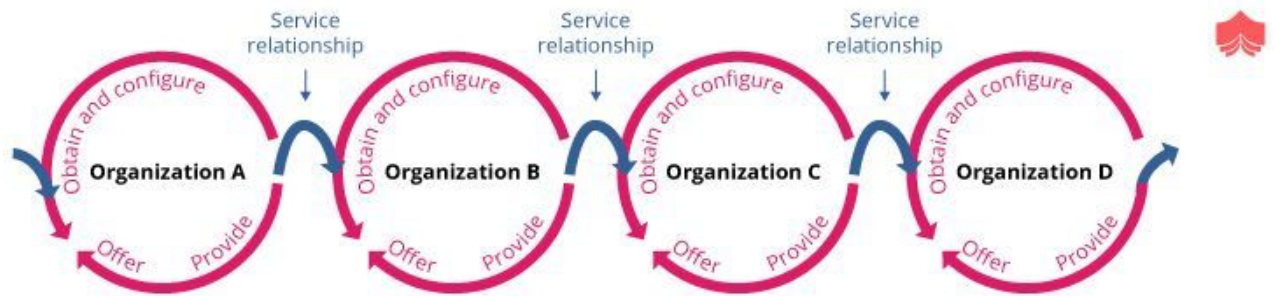 Service
relationship
Service
relationship
Service
relationship
Obtain and configure
Organization A
Offer
Provide
Obtain and configure
Organization B
Offer
Provide
Obtain and configure
Organization C
Offer
Provide
Obtain and configure
Organization D
Offer
Provide